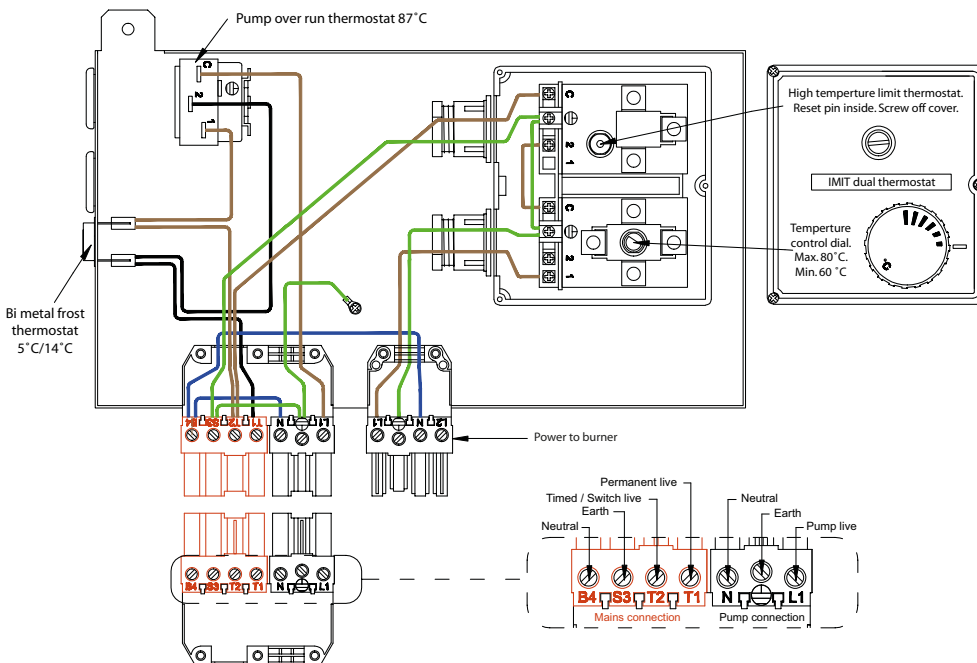 Pump over run thermostat 87˚C
C
2
1
Bi metal frost
thermostat
5˚C/14˚C
C
2
1
C
2
1
High temperture limit thermostat.
Reset pin inside. Screw off cover.
IMIT dual thermostat
Temperture
control dial.
Max. 80˚C.
Min. 60 ˚C
˚C
B4 S3 T2 T1 N L1
L1 N L2
Power to burner
B4 S3 T2 T1 N L1
Permanent live
Timed / Switch live
Earth
Neutral
Neutral
Earth
Pump live
B4 S3 T2 T1 N L1
Mains connection
Pump connection